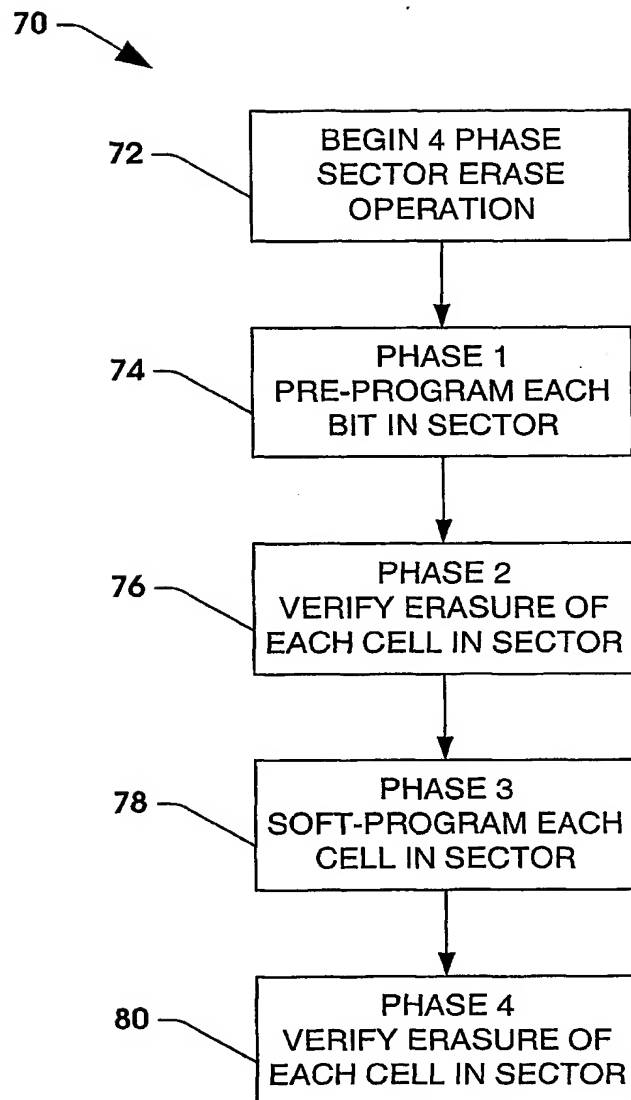 70
72
BEGIN 4 PHASE
SECTOR ERASE
OPERATION
74
PHASE 1
PRE-PROGRAM EACH
BIT IN SECTOR
76
PHASE 2
VERIFY ERASURE OF
EACH CELL IN SECTOR
78
PHASE 3
SOFT-PROGRAM EACH
CELL IN SECTOR
80
PHASE 4
VERIFY ERASURE OF
EACH CELL IN SECTOR